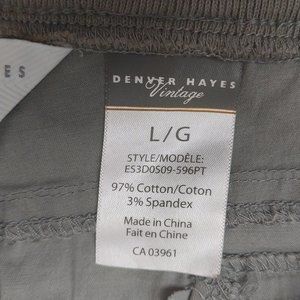 ES
DENVER HAYES
Vintage
L/G
STYLE/MODÈLE:
ES3D0S09-596PT
97% Cotton/Coton
3% Spandex
Made in China
Fait en Chine
CA 03961